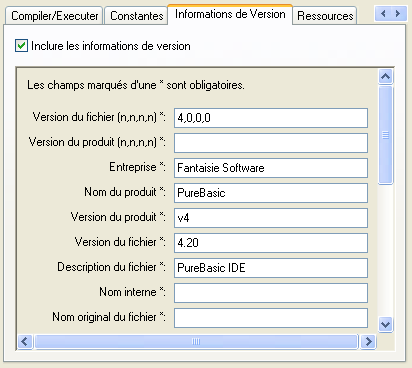 Compiler/Executer Constantes Informations de Version Ressources
Inclure les informations de version
Les champs marqués d'une * sont obligatoires.
Version du fichier (n,n,n,n) *: 4,0,0,0
Version du produit (n,n,n,n) *:
Entreprise *: Fantaisie Software
Nom du produit *: PureBasic
Version du produit *: v4
Version du fichier *: 4.20
Description du fichier *: PureBasic IDE
Nom interne *:
Nom original du fichier *: